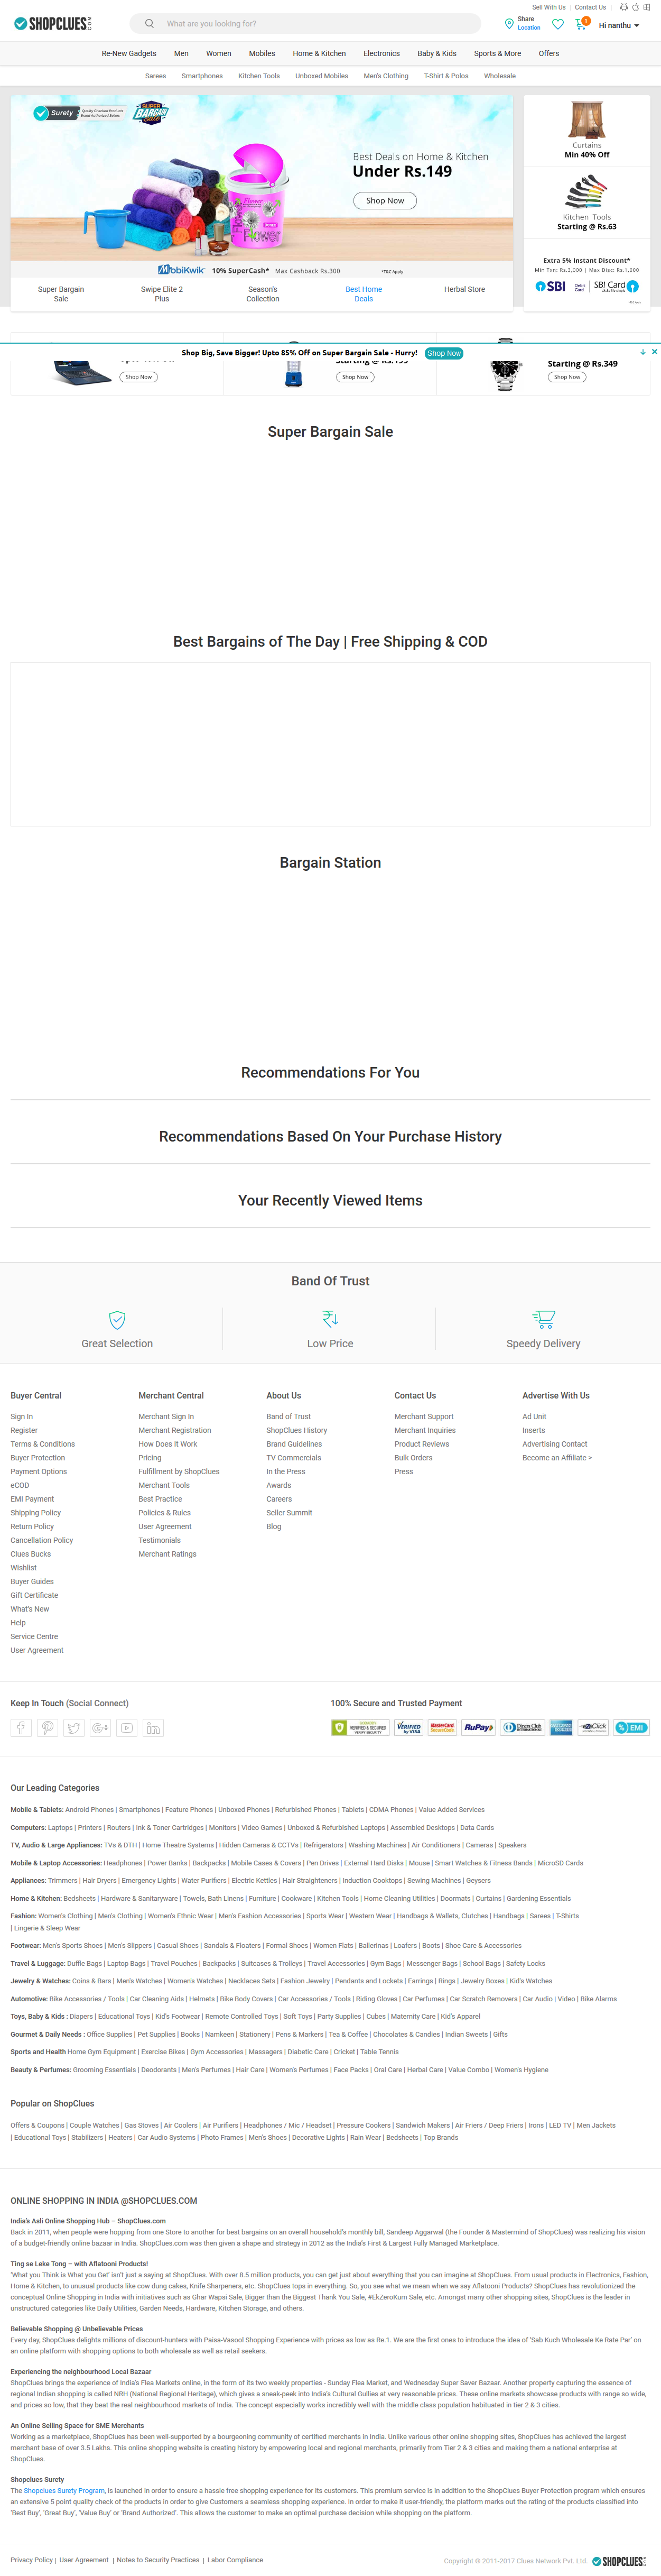 Sell With Us | Contact Us |
SHOPCLUES.COM
What are you looking for?
Share
Location
1
Hi nanthu
Re-New Gadgets Men Women Mobiles Home & Kitchen Electronics Baby & Kids Sports & More Offers
Sarees Smartphones Kitchen Tools Unboxed Mobiles Men's Clothing T-Shirt & Polos Wholesale
Surety Quality Checked Products Brand Authorized Sellers
SUPER BARGAIN SALE
Best Deals on Home & Kitchen
Under Rs.149
Shop Now
Flower
MobiKwik 10% SuperCash* Max Cashback Rs.300 *T&C Apply
Curtains
Min 40% Off
Kitchen Tools
Starting @ Rs.63
Extra 5% Instant Discount*
Min Txn: Rs.3,000 | Max Disc: Rs.1,000
SBI Debit Card SBI Card
Super Bargain Sale
Swipe Elite 2 Plus
Season's Collection
Best Home Deals
Herbal Store
Shop Big, Save Bigger! Upto 85% Off on Super Bargain Sale - Hurry! Shop Now
Shop Now
Shop Now
Starting @ Rs.349
Shop Now
Super Bargain Sale
Best Bargains of The Day | Free Shipping & COD
Bargain Station
Recommendations For You
Recommendations Based On Your Purchase History
Your Recently Viewed Items
Band Of Trust
Great Selection
Low Price
Speedy Delivery
Buyer Central
Sign In
Register
Terms & Conditions
Buyer Protection
Payment Options
eCOD
EMI Payment
Shipping Policy
Return Policy
Cancellation Policy
Clues Bucks
Wishlist
Buyer Guides
Gift Certificate
What's New
Help
Service Centre
User Agreement
Merchant Central
Merchant Sign In
Merchant Registration
How Does It Work
Pricing
Fulfillment by ShopClues
Merchant Tools
Best Practice
Policies & Rules
User Agreement
Testimonials
Merchant Ratings
About Us
Band of Trust
ShopClues History
Brand Guidelines
TV Commercials
In the Press
Awards
Careers
Seller Summit
Blog
Contact Us
Merchant Support
Merchant Inquiries
Product Reviews
Bulk Orders
Press
Advertise With Us
Ad Unit
Inserts
Advertising Contact
Become an Affiliate >
Keep In Touch (Social Connect)
100% Secure and Trusted Payment
VERIFIED & SECURED
Verified by VISA
MasterCard SecureCode
RuPay
Diners Club International
AMERICAN EXPRESS
eZeClick
% EMI
Our Leading Categories
Mobile & Tablets: Android Phones | Smartphones | Feature Phones | Unboxed Phones | Refurbished Phones | Tablets | CDMA Phones | Value Added Services
Computers: Laptops | Printers | Routers | Ink & Toner Cartridges | Monitors | Video Games | Unboxed & Refurbished Laptops | Assembled Desktops | Data Cards
TV, Audio & Large Appliances: TVs & DTH | Home Theatre Systems | Hidden Cameras & CCTVs | Refrigerators | Washing Machines | Air Conditioners | Cameras | Speakers
Mobile & Laptop Accessories: Headphones | Power Banks | Backpacks | Mobile Cases & Covers | Pen Drives | External Hard Disks | Mouse | Smart Watches & Fitness Bands | MicroSD Cards
Appliances: Trimmers | Hair Dryers | Emergency Lights | Water Purifiers | Electric Kettles | Hair Straighteners | Induction Cooktops | Sewing Machines | Geysers
Home & Kitchen: Bedsheets | Hardware & Sanitaryware | Towels, Bath Linens | Furniture | Cookware | Kitchen Tools | Home Cleaning Utilities | Doormats | Curtains | Gardening Essentials
Fashion: Women's Clothing | Men's Clothing | Women's Ethnic Wear | Men's Fashion Accessories | Sports Wear | Western Wear | Handbags & Wallets, Clutches | Handbags | Sarees | T-Shirts
| Lingerie & Sleep Wear
Footwear: Men's Sports Shoes | Men's Slippers | Casual Shoes | Sandals & Floaters | Formal Shoes | Women Flats | Ballerinas | Loafers | Boots | Shoe Care & Accessories
Travel & Luggage: Duffle Bags | Laptop Bags | Travel Pouches | Backpacks | Suitcases & Trolleys | Travel Accessories | Gym Bags | Messenger Bags | School Bags | Safety Locks
Jewelry & Watches: Coins & Bars | Men's Watches | Women's Watches | Necklaces Sets | Fashion Jewelry | Pendants and Lockets | Earrings | Rings | Jewelry Boxes | Kid's Watches
Automotive: Bike Accessories / Tools | Car Cleaning Aids | Helmets | Bike Body Covers | Car Accessories / Tools | Riding Gloves | Car Perfumes | Car Scratch Removers | Car Audio | Video | Bike Alarms
Toys, Baby & Kids : Diapers | Educational Toys | Kid's Footwear | Remote Controlled Toys | Soft Toys | Party Supplies | Cubes | Maternity Care | Kid's Apparel
Gourmet & Daily Needs : Office Supplies | Pet Supplies | Books | Namkeen | Stationery | Pens & Markers | Tea & Coffee | Chocolates & Candies | Indian Sweets | Gifts
Sports and Health Home Gym Equipment | Exercise Bikes | Gym Accessories | Massagers | Diabetic Care | Cricket | Table Tennis
Beauty & Perfumes: Grooming Essentials | Deodorants | Men's Perfumes | Hair Care | Women's Perfumes | Face Packs | Oral Care | Herbal Care | Value Combo | Women's Hygiene
Popular on ShopClues
Offers & Coupons | Couple Watches | Gas Stoves | Air Coolers | Air Purifiers | Headphones / Mic / Headset | Pressure Cookers | Sandwich Makers | Air Friers / Deep Friers | Irons | LED TV | Men Jackets
| Educational Toys | Stabilizers | Heaters | Car Audio Systems | Photo Frames | Men's Shoes | Decorative Lights | Rain Wear | Bedsheets | Top Brands
ONLINE SHOPPING IN INDIA @SHOPCLUES.COM
India's Asli Online Shopping Hub – ShopClues.com
Back in 2011, when people were hopping from one Store to another for best bargains on an overall household's monthly bill, Sandeep Aggarwal (the Founder & Mastermind of ShopClues) was realizing his vision
of a budget-friendly online bazaar in India. ShopClues.com was then given a shape and strategy in 2012 as the India's First & Largest Fully Managed Marketplace.
Ting se Leke Tong – with Aflatooni Products!
'What you Think is What you Get' isn't just a saying at ShopClues. With over 8.5 million products, you can get just about everything that you can imagine at ShopClues. From usual products in Electronics, Fashion,
Home & Kitchen, to unusual products like cow dung cakes, Knife Sharpeners, etc. ShopClues tops in everything. So, you see what we mean when we say Aflatooni Products? ShopClues has revolutionized the
conceptual Online Shopping in India with initiatives such as Ghar Wapsi Sale, Bigger than the Biggest Thank You Sale, #EkZeroKum Sale, etc. Amongst many other shopping sites, ShopClues is the leader in
unstructured categories like Daily Utilities, Garden Needs, Hardware, Kitchen Storage, and others.
Believable Shopping @ Unbelievable Prices
Every day, ShopClues delights millions of discount-hunters with Paisa-Vasool Shopping Experience with prices as low as Re.1. We are the first ones to introduce the idea of 'Sab Kuch Wholesale Ke Rate Par' on
an online platform with shopping options to both wholesale as well as retail seekers.
Experiencing the neighbourhood Local Bazaar
ShopClues brings the experience of India's Flea Markets online, in the form of its two weekly properties - Sunday Flea Market, and Wednesday Super Saver Bazaar. Another property capturing the essence of
regional Indian shopping is called NRH (National Regional Heritage), which gives a sneak-peek into India's Cultural Gullies at very reasonable prices. These online markets showcase products with range so wide,
and prices so low, that they beat the real neighbourhood markets of India. The concept especially works incredibly well with the middle class population habituated in tier 2 & 3 cities.
An Online Selling Space for SME Merchants
Working as a marketplace, ShopClues has been well-supported by a bourgeoning community of certified merchants in India. Unlike various other online shopping sites, ShopClues has achieved the largest
merchant base of over 3.5 Lakhs. This online shopping website is creating history by empowering local and regional merchants, primarily from Tier 2 & 3 cities and making them a national enterprise at
ShopClues.
Shopclues Surety
The Shopclues Surety Program, is launched in order to ensure a hassle free shopping experience for its customers. This premium service is in addition to the ShopClues Buyer Protection program which ensures
an extensive 5 point quality check of the products in order to give Customers a seamless shopping experience. In order to make it user-friendly, the platform marks out the rating of the products classified into
'Best Buy', 'Great Buy', 'Value Buy' or 'Brand Authorized'. This allows the customer to make an optimal purchase decision while shopping on the platform.
Privacy Policy | User Agreement | Notes to Security Practices | Labor Compliance
Copyright © 2011-2017 Clues Network Pvt. Ltd. SHOPCLUES.COM